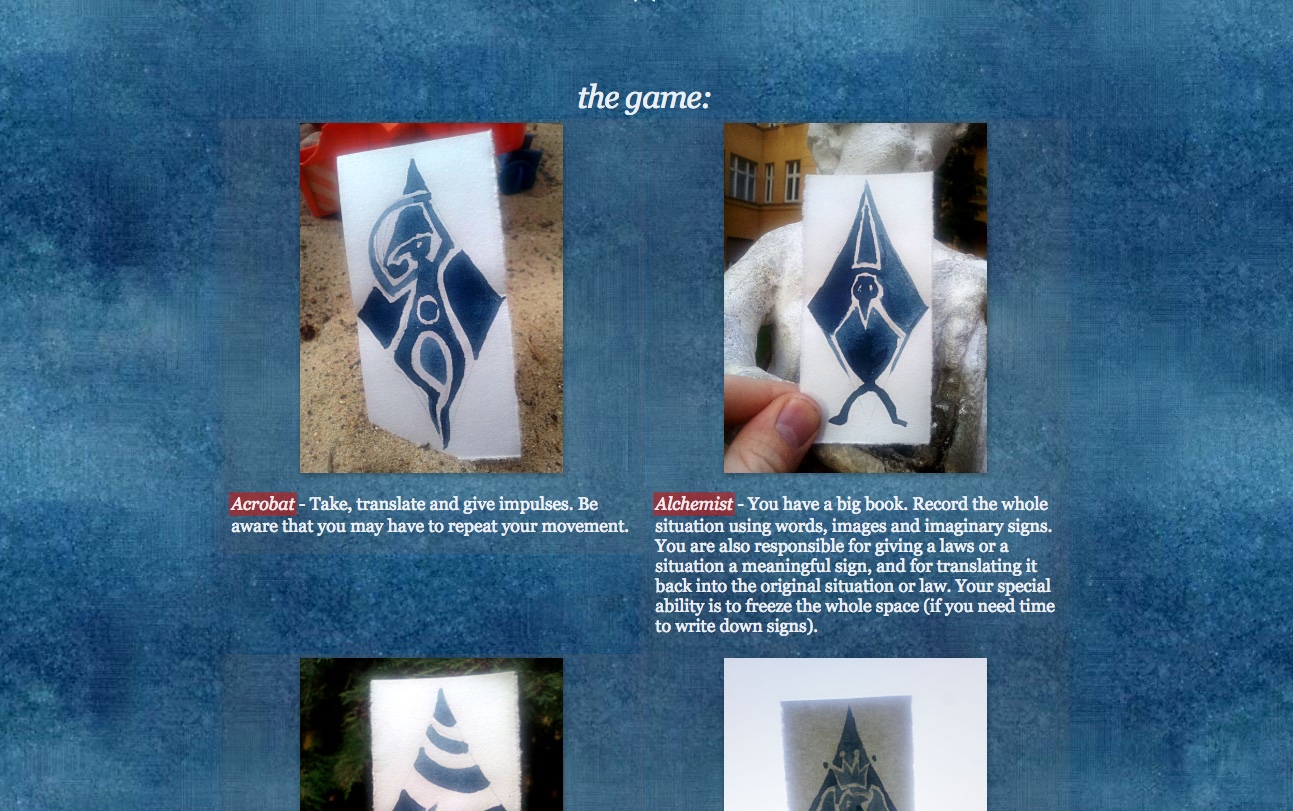 the game:
Acrobat - Take, translate and give impulses. Be
aware that you may have to repeat your movement.
Alchemist - You have a big book. Record the whole
situation using words, images and imaginary signs.
You are also responsible for giving a laws or a
situation a meaningful sign, and for translating it
back into the original situation or law. Your special
ability is to freeze the whole space (if you need time
to write down signs).